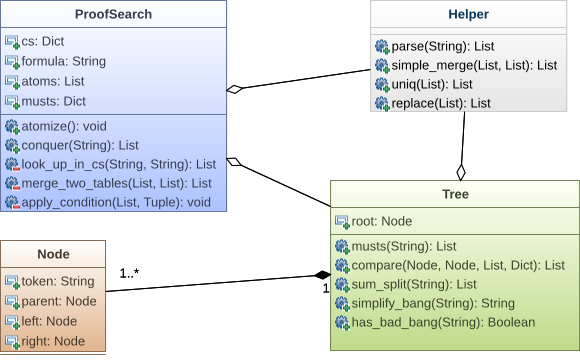 ProofSearch
cs: Dict
formula: String
atoms: List
musts: Dict
atomize(): void
conquer(String): List
look_up_in_cs(String, String): List
merge_two_tables(List, List): List
apply_condition(List, Tuple): void
Helper
parse(String): List
simple_merge(List, List): List
uniq(List): List
replace(List): List
Tree
root: Node
musts(String): List
compare(Node, Node, List, Dict): List
sum_split(String): List
simplify_bang(String): String
has_bad_bang(String): Boolean
Node
token: String
parent: Node
left: Node
right: Node
1..*
1